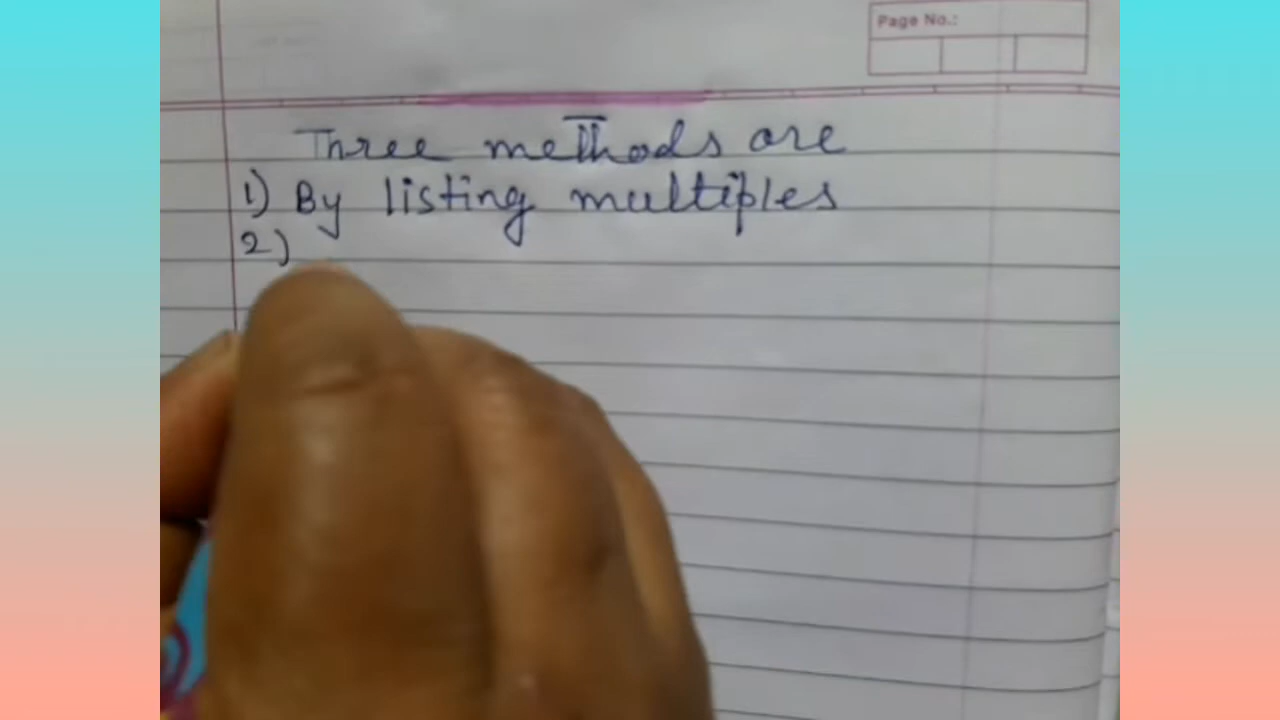 Page No.:
Three methods are
1) By listing multiples
2)